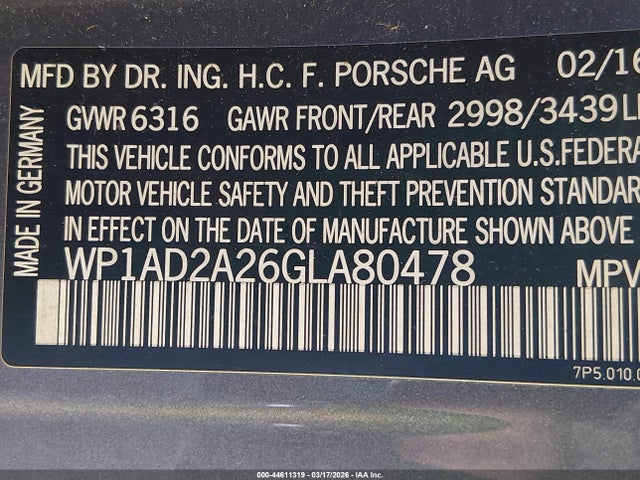 MFD BY DR. ING. H.C. F. PORSCHE AG 02/16
GVWR 6316 GAWR FRONT/REAR 2998/3439
THIS VEHICLE CONFORMS TO ALL APPLICABLE U.S.FEDERA
MOTOR VEHICLE SAFETY AND THEFT PREVENTION STANDAR
IN EFFECT ON THE DATE OF MANUFACTURE SHOWN ABOVE
WP1AD2A26GLA80478 MPV
MADE IN GERMANY
7P5.010.
000-44611319 - 03/17/2026 - IAA Inc.